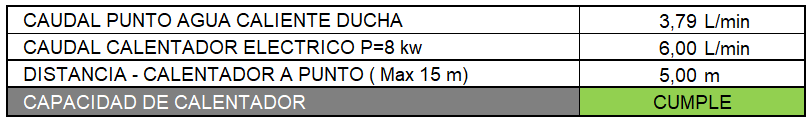 CAUDAL PUNTO AGUA CALIENTE DUCHA 3,79 L/min
CAUDAL CALENTADOR ELECTRICO P=8 kw 6,00 L/min
DISTANCIA - CALENTADOR A PUNTO ( Max 15 m) 5,00 m
CAPACIDAD DE CALENTADOR CUMPLE